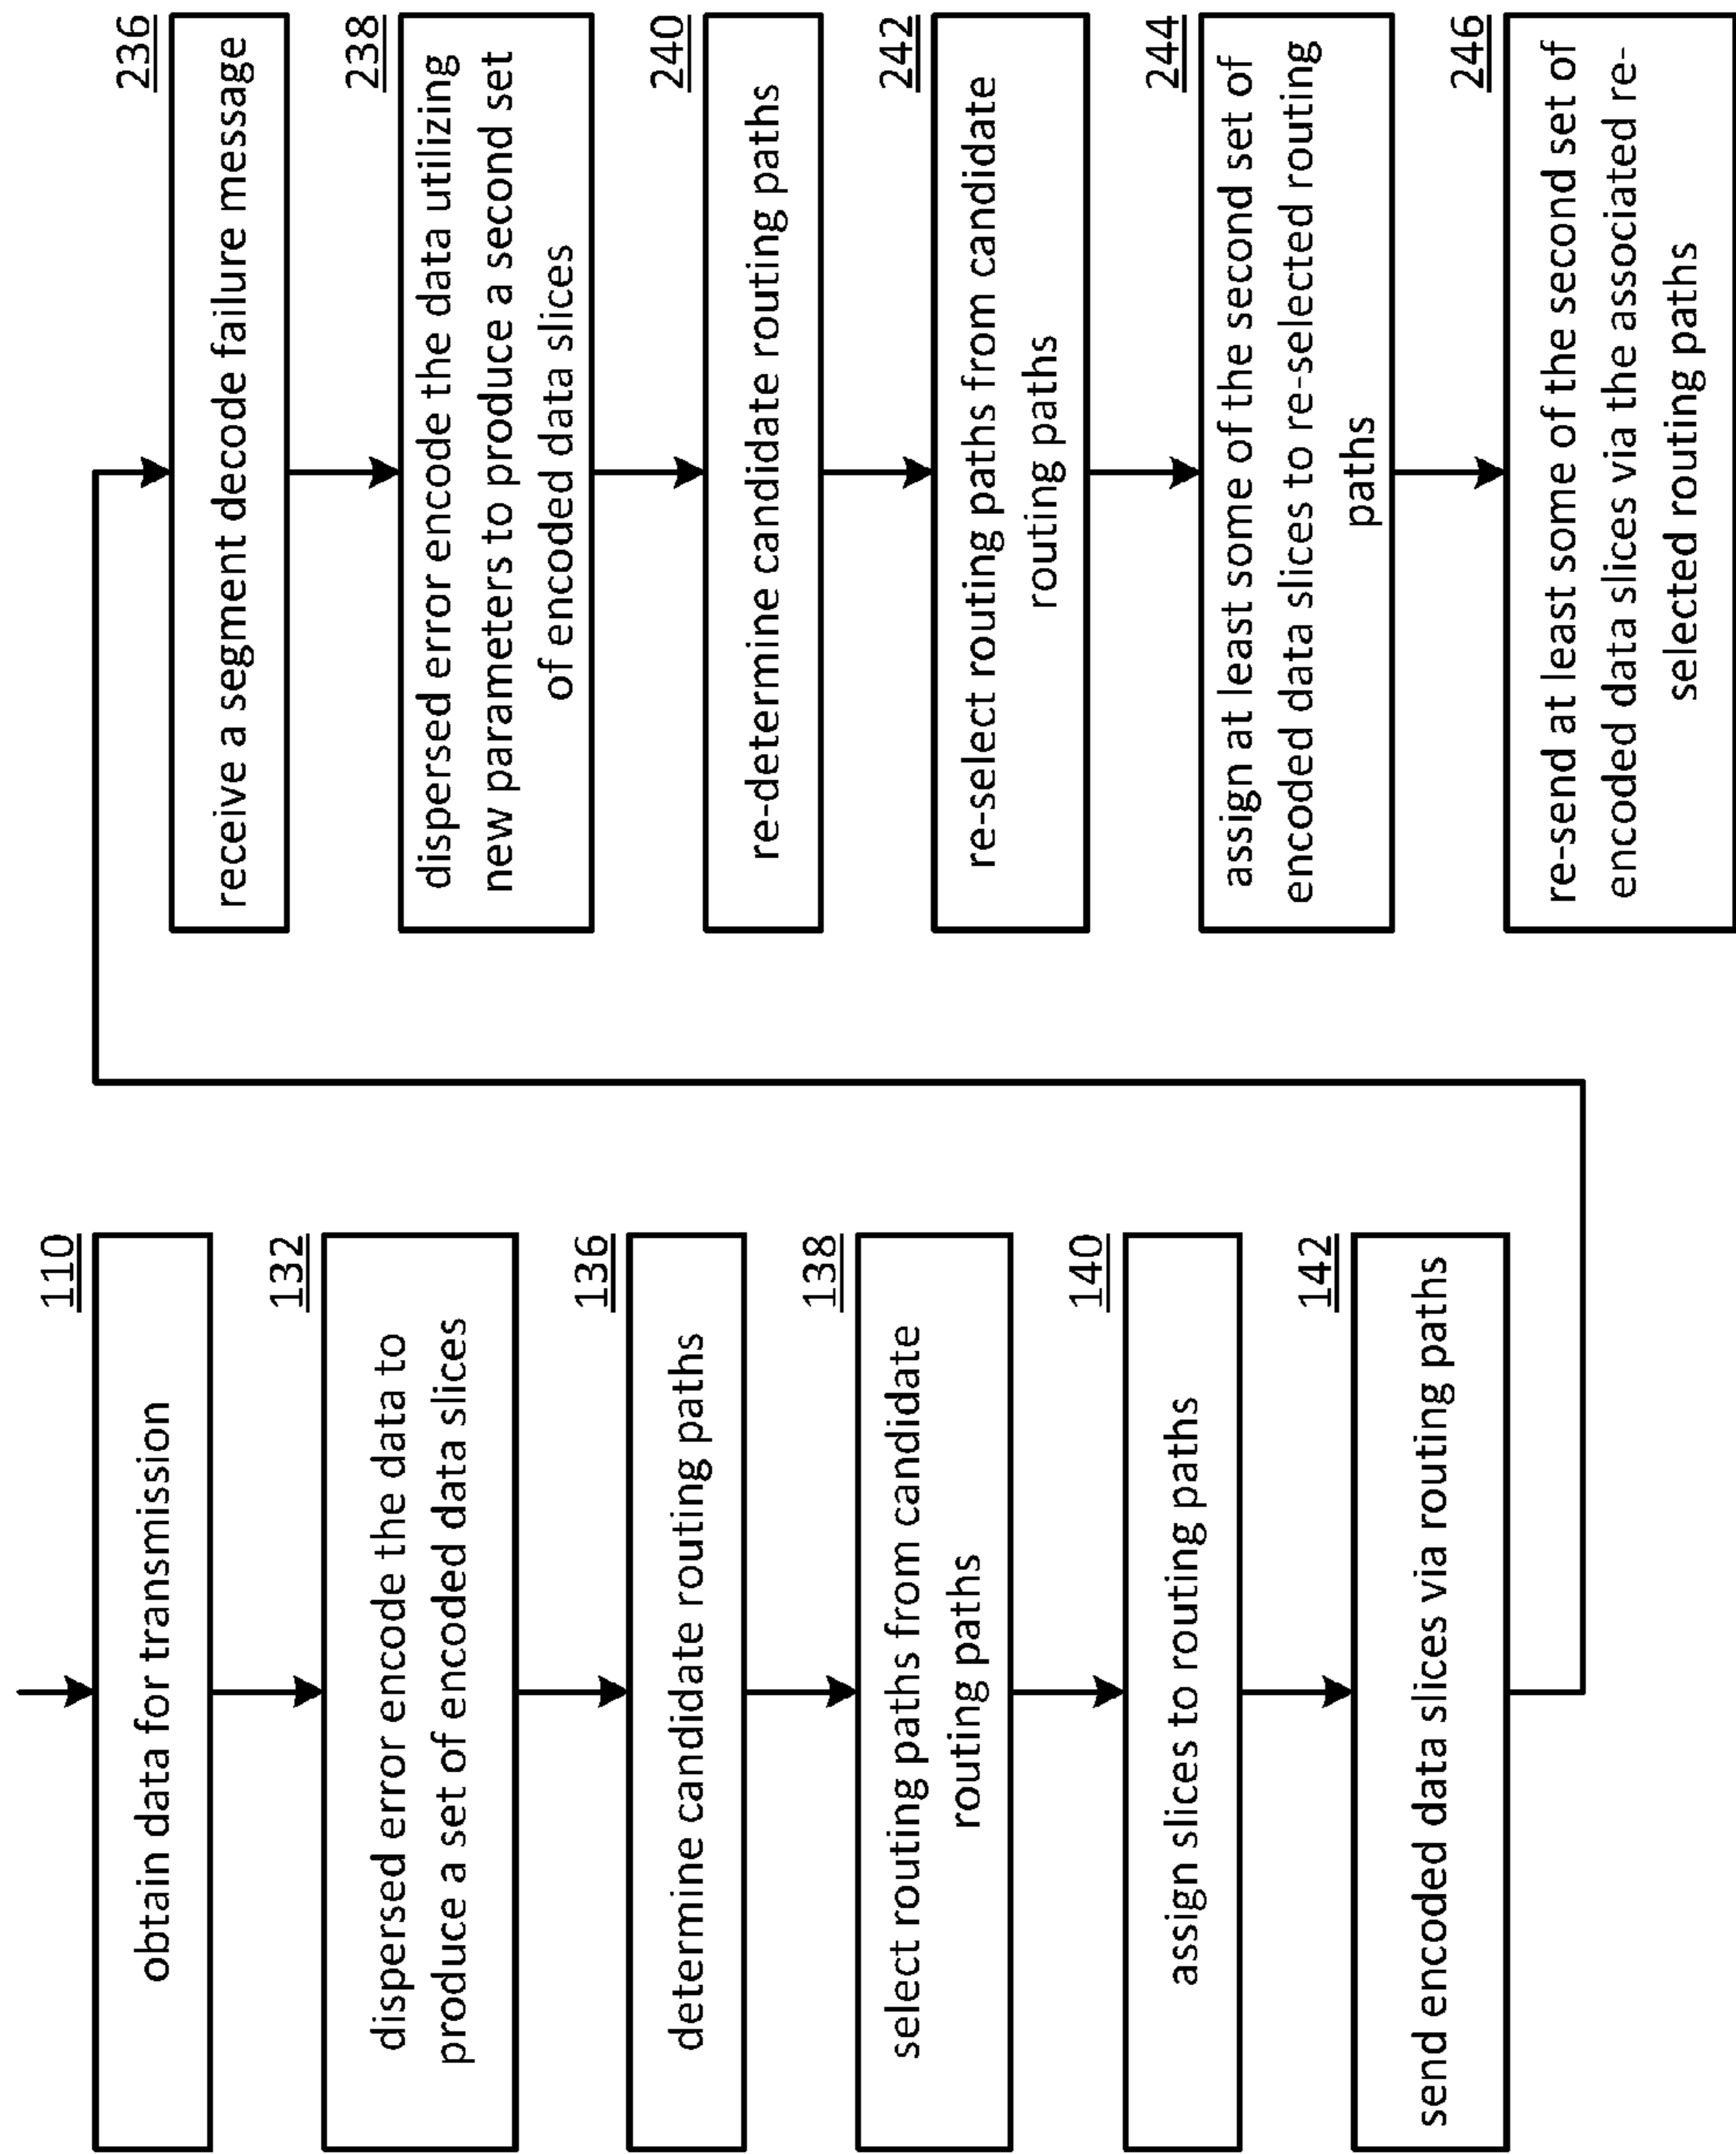 110
obtain data for transmission
132
dispersed error encode the data to
produce a set of encoded data slices
136
determine candidate routing paths
138
select routing paths from candidate
routing paths
140
assign slices to routing paths
142
send encoded data slices via routing paths
236
receive a segment decode failure message
238
dispersed error encode the data utilizing
new parameters to produce a second set
of encoded data slices
240
re-determine candidate routing paths
242
re-select routing paths from candidate
routing paths
244
assign at least some of the second set of
encoded data slices to re-selected routing
paths
246
re-send at least some of the second set of
encoded data slices via the associated re-
selected routing paths